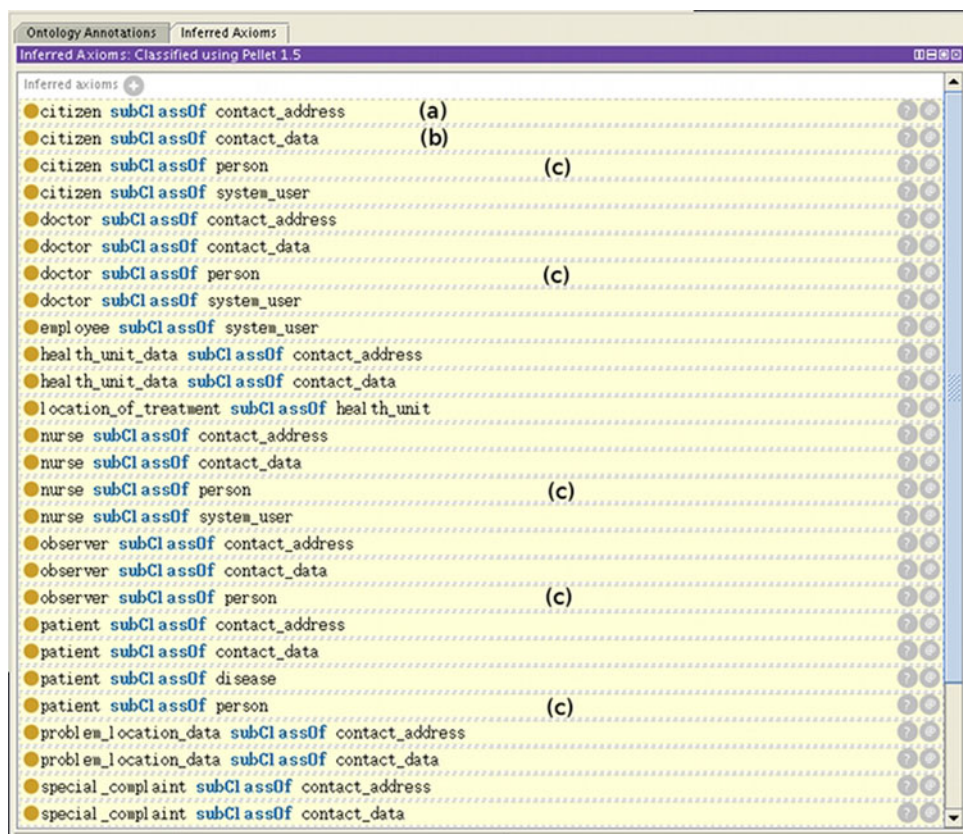 Ontology Annotations Inferred Axioms
Inferred Axioms: Classified using Pellet 1.5
Inferred axioms
citizen subClassOf contact_address (a)
citizen subClassOf contact_data (b)
citizen subClassOf person (c)
citizen subClassOf system_user
doctor subClassOf contact_address
doctor subClassOf contact_data
doctor subClassOf person (c)
doctor subClassOf system_user
employee subClassOf system_user
health_unit_data subClassOf contact_address
health_unit_data subClassOf contact_data
location_of_treatment subClassOf health_unit
nurse subClassOf contact_address
nurse subClassOf contact_data
nurse subClassOf person (c)
nurse subClassOf system_user
observer subClassOf contact_address
observer subClassOf contact_data
observer subClassOf person (c)
patient subClassOf contact_address
patient subClassOf contact_data
patient subClassOf disease
patient subClassOf person (c)
problem_location_data subClassOf contact_address
problem_location_data subClassOf contact_data
special_complaint subClassOf contact_address
special_complaint subClassOf contact_data